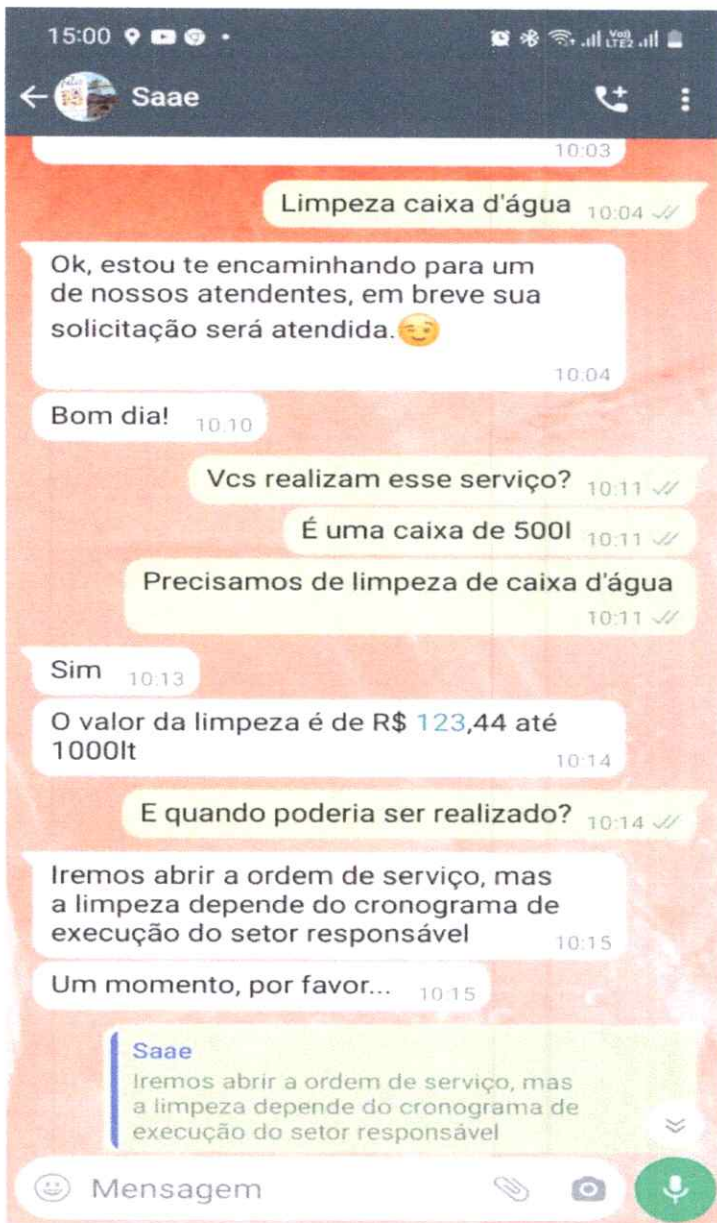 15:00
Saae
10:03
Limpeza caixa d'água 10:04
Ok, estou te encaminhando para um
de nossos atendentes, em breve sua
solicitação será atendida.😉
10:04
Bom dia! 10:10
Vcs realizam esse serviço? 10:11
É uma caixa de 500l 10:11
Precisamos de limpeza de caixa d'água
10:11
Sim 10:13
O valor da limpeza é de R$ 123,44 até
1000lt 10:14
E quando poderia ser realizado? 10:14
Iremos abrir a ordem de serviço, mas
a limpeza depende do cronograma de
execução do setor responsável 10:15
Um momento, por favor... 10:15
Saae
Iremos abrir a ordem de serviço, mas
a limpeza depende do cronograma de
execução do setor responsável
Mensagem